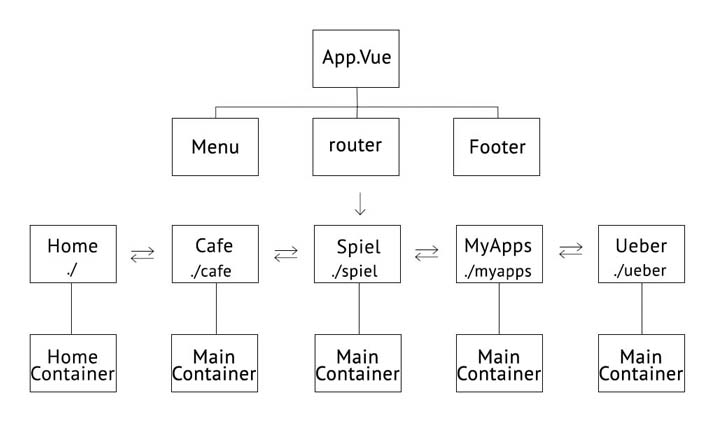 App.Vue
Menu
router
Footer
Home
./
Cafe
./cafe
Spiel
./spiel
MyApps
./myapps
Ueber
./ueber
Home
Container
Main
Container
Main
Container
Main
Container
Main
Container